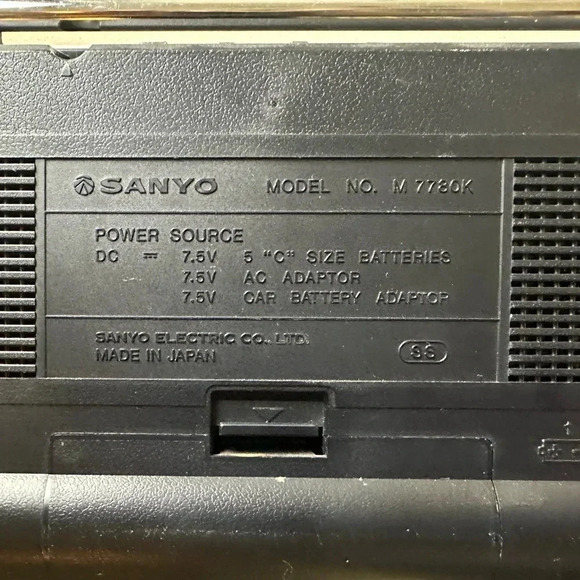 SANYO MODEL NO. M 7780K
POWER SOURCE
DC ⎓ 7.5V 5 "C" SIZE BATTERIES
7.5V AC ADAPTOR
7.5V CAR BATTERY ADAPTOR
SANYO ELECTRIC CO., LTD.
MADE IN JAPAN SS
1